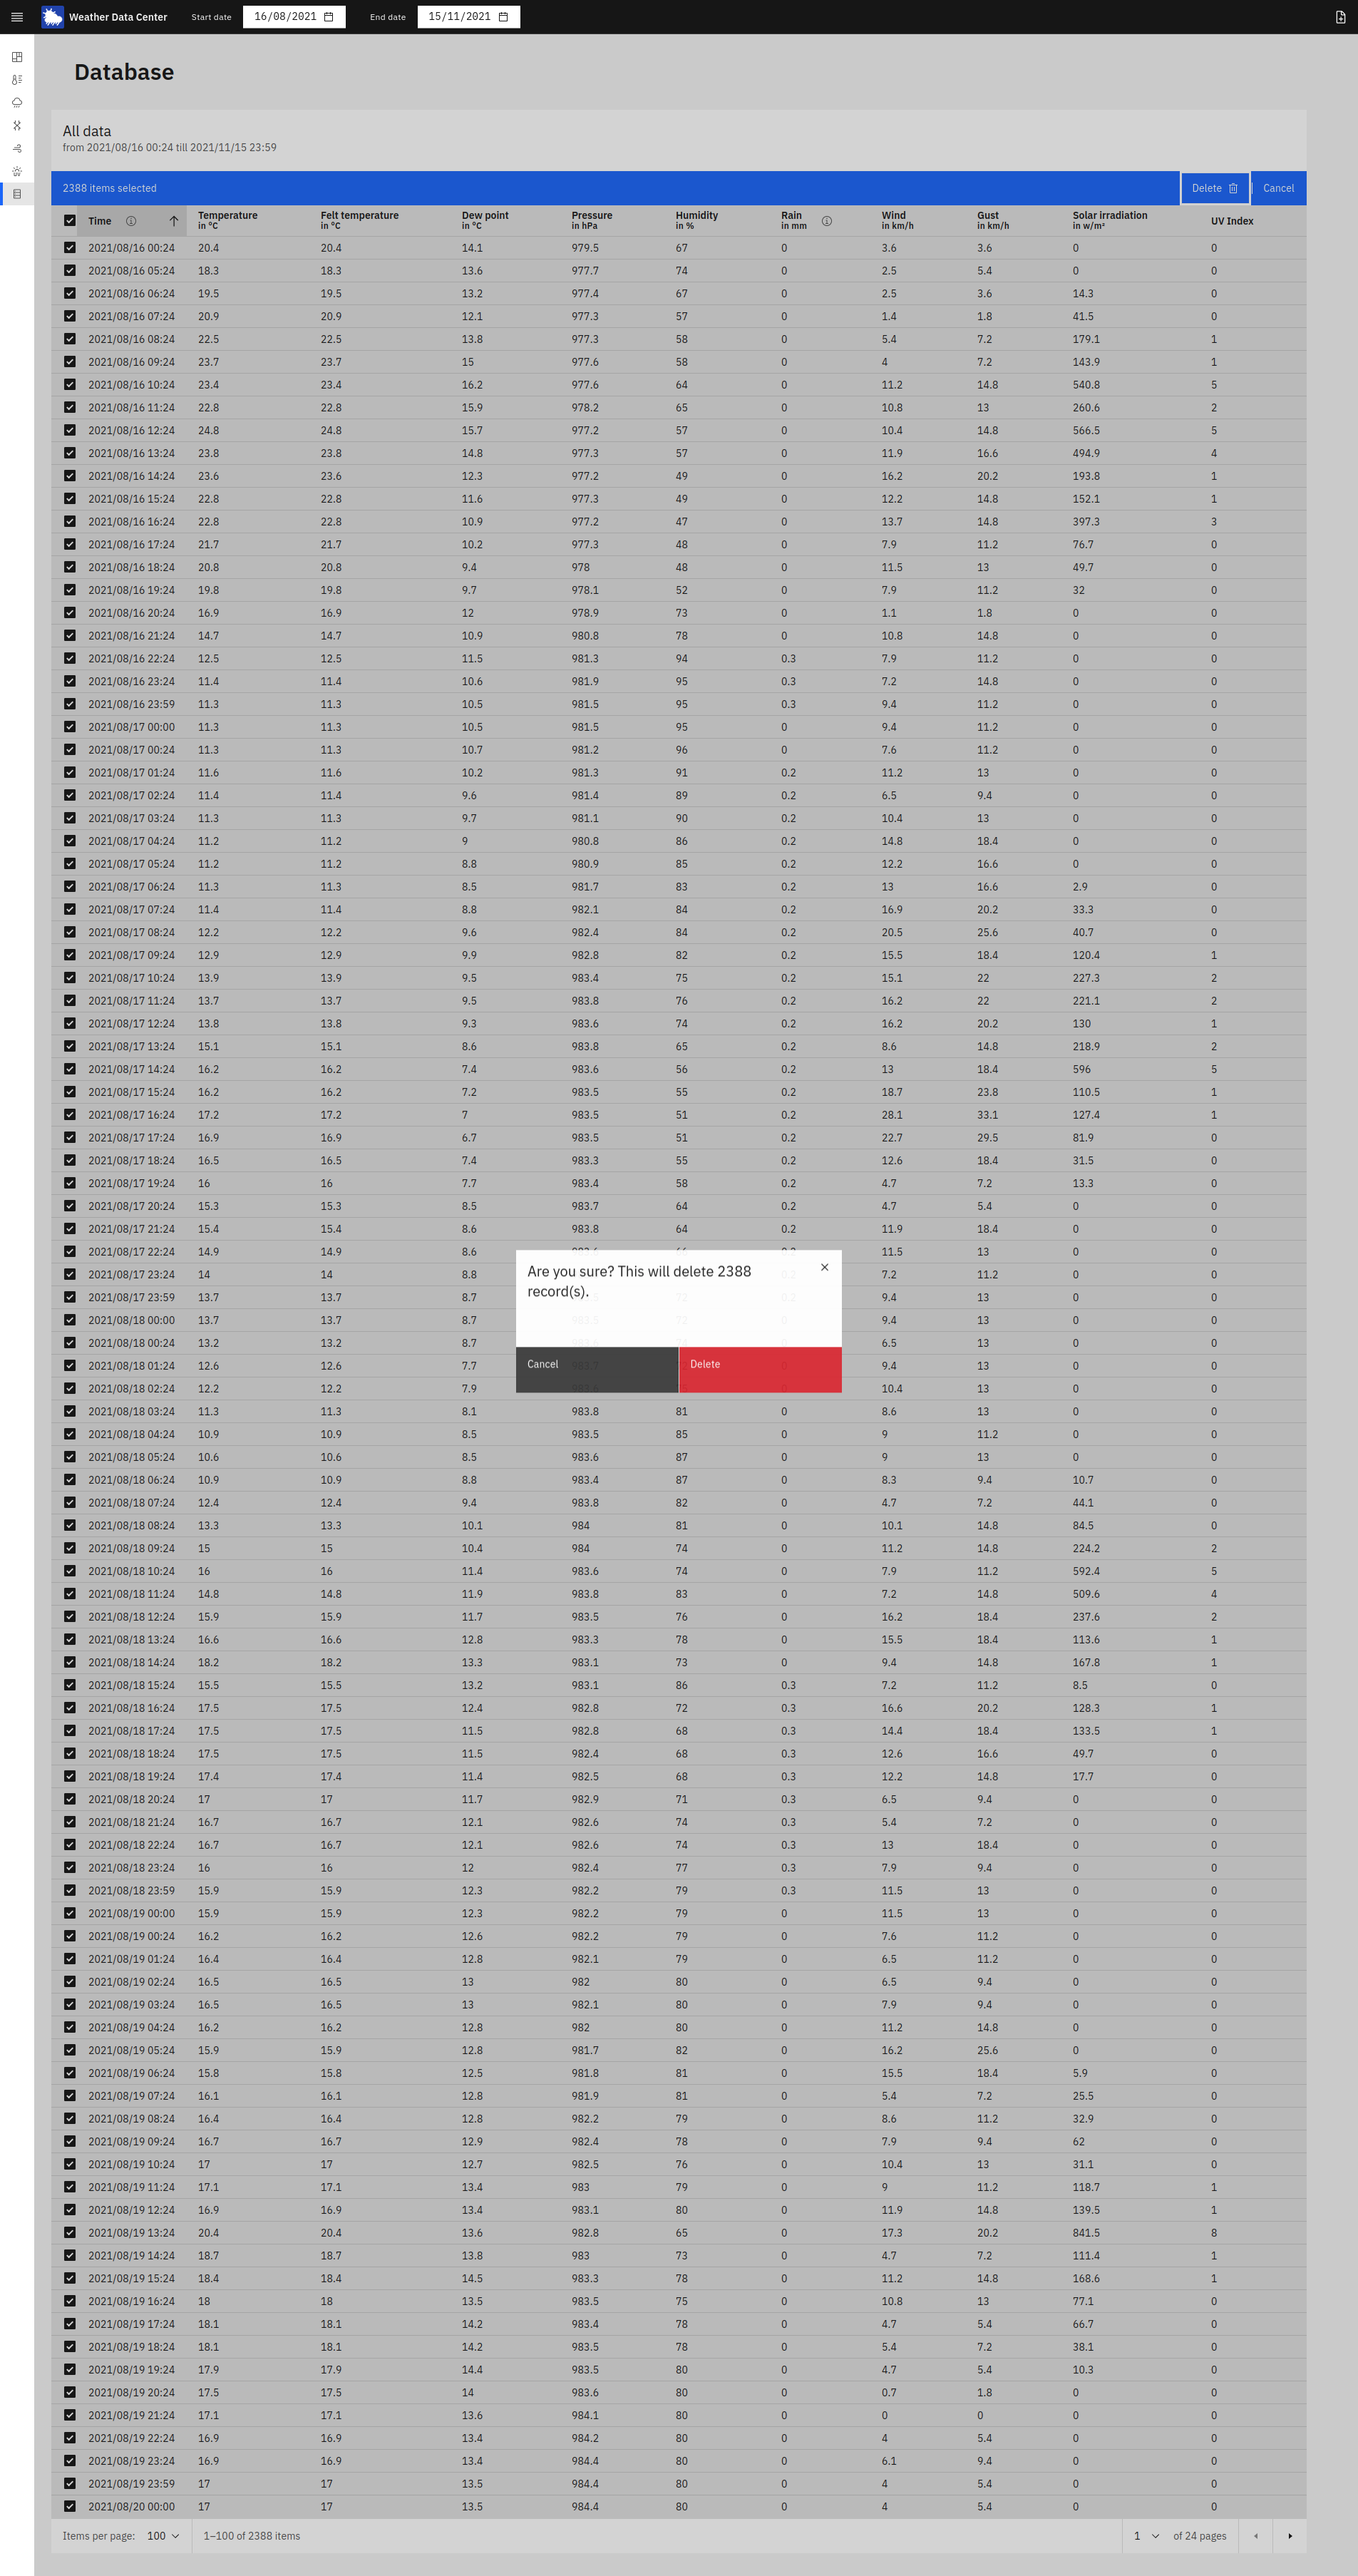 Weather Data Center Start date 16/08/2021 End date 15/11/2021
Database
All data
from 2021/08/16 00:24 till 2021/11/15 23:59
2388 items selected Delete Cancel
Time Temperature in °C Felt temperature in °C Dew point in °C Pressure in hPa Humidity in % Rain in mm Wind in km/h Gust in km/h Solar irradiation in w/m² UV Index
2021/08/16 00:24 20.4 20.4 14.1 979.5 67 0 3.6 3.6 0 0
2021/08/16 05:24 18.3 18.3 13.6 977.7 74 0 2.5 5.4 0 0
2021/08/16 06:24 19.5 19.5 13.2 977.4 67 0 2.5 3.6 14.3 0
2021/08/16 07:24 20.9 20.9 12.1 977.3 57 0 1.4 1.8 41.5 0
2021/08/16 08:24 22.5 22.5 13.8 977.3 58 0 5.4 7.2 179.1 1
2021/08/16 09:24 23.7 23.7 15 977.6 58 0 4 7.2 143.9 1
2021/08/16 10:24 23.4 23.4 16.2 977.6 64 0 11.2 14.8 540.8 5
2021/08/16 11:24 22.8 22.8 15.9 978.2 65 0 10.8 13 260.6 2
2021/08/16 12:24 24.8 24.8 15.7 977.2 57 0 10.4 14.8 566.5 5
2021/08/16 13:24 23.8 23.8 14.8 977.3 57 0 11.9 16.6 494.9 4
2021/08/16 14:24 23.6 23.6 12.3 977.2 49 0 16.2 20.2 193.8 1
2021/08/16 15:24 22.8 22.8 11.6 977.3 49 0 12.2 14.8 152.1 1
2021/08/16 16:24 22.8 22.8 10.9 977.2 47 0 13.7 14.8 397.3 3
2021/08/16 17:24 21.7 21.7 10.2 977.3 48 0 7.9 11.2 76.7 0
2021/08/16 18:24 20.8 20.8 9.4 978 48 0 11.5 13 49.7 0
2021/08/16 19:24 19.8 19.8 9.7 978.1 52 0 7.9 11.2 32 0
2021/08/16 20:24 16.9 16.9 12 978.9 73 0 1.1 1.8 0 0
2021/08/16 21:24 14.7 14.7 10.9 980.8 78 0 10.8 14.8 0 0
2021/08/16 22:24 12.5 12.5 11.5 981.3 94 0.3 7.9 11.2 0 0
2021/08/16 23:24 11.4 11.4 10.6 981.9 95 0.3 7.2 14.8 0 0
2021/08/16 23:59 11.3 11.3 10.5 981.5 95 0.3 9.4 11.2 0 0
2021/08/17 00:00 11.3 11.3 10.5 981.5 95 0 9.4 11.2 0 0
2021/08/17 00:24 11.3 11.3 10.7 981.2 96 0 7.6 11.2 0 0
2021/08/17 01:24 11.6 11.6 10.2 981.3 91 0.2 11.2 13 0 0
2021/08/17 02:24 11.4 11.4 9.6 981.4 89 0.2 6.5 9.4 0 0
2021/08/17 03:24 11.3 11.3 9.7 981.1 90 0.2 10.4 13 0 0
2021/08/17 04:24 11.2 11.2 9 980.8 86 0.2 14.8 18.4 0 0
2021/08/17 05:24 11.2 11.2 8.8 980.9 85 0.2 12.2 16.6 0 0
2021/08/17 06:24 11.3 11.3 8.5 981.7 83 0.2 13 16.6 2.9 0
2021/08/17 07:24 11.4 11.4 8.8 982.1 84 0.2 16.9 20.2 33.3 0
2021/08/17 08:24 12.2 12.2 9.6 982.4 84 0.2 20.5 25.6 40.7 0
2021/08/17 09:24 12.9 12.9 9.9 982.8 82 0.2 15.5 18.4 120.4 1
2021/08/17 10:24 13.9 13.9 9.5 983.4 75 0.2 15.1 22 227.3 2
2021/08/17 11:24 13.7 13.7 9.5 983.8 76 0.2 16.2 22 221.1 2
2021/08/17 12:24 13.8 13.8 9.3 983.6 74 0.2 16.2 20.2 130 1
2021/08/17 13:24 15.1 15.1 8.6 983.8 65 0.2 8.6 14.8 218.9 2
2021/08/17 14:24 16.2 16.2 7.4 983.6 56 0.2 13 18.4 596 5
2021/08/17 15:24 16.2 16.2 7.2 983.5 55 0.2 18.7 23.8 110.5 1
2021/08/17 16:24 17.2 17.2 7 983.5 51 0.2 28.1 33.1 127.4 1
2021/08/17 17:24 16.9 16.9 6.7 983.5 51 0.2 22.7 29.5 81.9 0
2021/08/17 18:24 16.5 16.5 7.4 983.3 55 0.2 12.6 18.4 31.5 0
2021/08/17 19:24 16 16 7.7 983.4 58 0.2 4.7 7.2 13.3 0
2021/08/17 20:24 15.3 15.3 8.5 983.7 64 0.2 4.7 5.4 0 0
2021/08/17 21:24 15.4 15.4 8.6 983.8 64 0.2 11.9 18.4 0 0
2021/08/17 22:24 14.9 14.9 8.6 11.5 13 0 0
2021/08/17 23:24 14 14 8.8 7.2 11.2 0 0
2021/08/17 23:59 13.7 13.7 8.7 9.4 13 0 0
2021/08/18 00:00 13.7 13.7 8.7 9.4 13 0 0
2021/08/18 00:24 13.2 13.2 8.7 6.5 13 0 0
2021/08/18 01:24 12.6 12.6 7.7 9.4 13 0 0
2021/08/18 02:24 12.2 12.2 7.9 10.4 13 0 0
Are you sure? This will delete 2388
record(s).
Cancel Delete
2021/08/18 03:24 11.3 11.3 8.1 983.8 81 0 8.6 13 0 0
2021/08/18 04:24 10.9 10.9 8.5 983.5 85 0 9 11.2 0 0
2021/08/18 05:24 10.6 10.6 8.5 983.6 87 0 9 13 0 0
2021/08/18 06:24 10.9 10.9 8.8 983.4 87 0 8.3 9.4 10.7 0
2021/08/18 07:24 12.4 12.4 9.4 983.8 82 0 4.7 7.2 44.1 0
2021/08/18 08:24 13.3 13.3 10.1 984 81 0 10.1 14.8 84.5 0
2021/08/18 09:24 15 15 10.4 984 74 0 11.2 14.8 224.2 2
2021/08/18 10:24 16 16 11.4 983.6 74 0 7.9 11.2 592.4 5
2021/08/18 11:24 14.8 14.8 11.9 983.8 83 0 7.2 14.8 509.6 4
2021/08/18 12:24 15.9 15.9 11.7 983.5 76 0 16.2 18.4 237.6 2
2021/08/18 13:24 16.6 16.6 12.8 983.3 78 0 15.5 18.4 113.6 1
2021/08/18 14:24 18.2 18.2 13.3 983.1 73 0 9.4 14.8 167.8 1
2021/08/18 15:24 15.5 15.5 13.2 983.1 86 0.3 7.2 11.2 8.5 0
2021/08/18 16:24 17.5 17.5 12.4 982.8 72 0.3 16.6 20.2 128.3 1
2021/08/18 17:24 17.5 17.5 11.5 982.8 68 0.3 14.4 18.4 133.5 1
2021/08/18 18:24 17.5 17.5 11.5 982.4 68 0.3 12.6 16.6 49.7 0
2021/08/18 19:24 17.4 17.4 11.4 982.5 68 0.3 12.2 14.8 17.7 0
2021/08/18 20:24 17 17 11.7 982.9 71 0.3 6.5 9.4 0 0
2021/08/18 21:24 16.7 16.7 12.1 982.6 74 0.3 5.4 7.2 0 0
2021/08/18 22:24 16.7 16.7 12.1 982.6 74 0.3 13 18.4 0 0
2021/08/18 23:24 16 16 12 982.4 77 0.3 7.9 9.4 0 0
2021/08/18 23:59 15.9 15.9 12.3 982.2 79 0.3 11.5 13 0 0
2021/08/19 00:00 15.9 15.9 12.3 982.2 79 0 11.5 13 0 0
2021/08/19 00:24 16.2 16.2 12.6 982.2 79 0 7.6 11.2 0 0
2021/08/19 01:24 16.4 16.4 12.8 982.1 79 0 6.5 11.2 0 0
2021/08/19 02:24 16.5 16.5 13 982 80 0 6.5 9.4 0 0
2021/08/19 03:24 16.5 16.5 13 982.1 80 0 7.9 9.4 0 0
2021/08/19 04:24 16.2 16.2 12.8 982 80 0 11.2 14.8 0 0
2021/08/19 05:24 15.9 15.9 12.8 981.7 82 0 16.2 25.6 0 0
2021/08/19 06:24 15.8 15.8 12.5 981.8 81 0 15.5 18.4 5.9 0
2021/08/19 07:24 16.1 16.1 12.8 981.9 81 0 5.4 7.2 25.5 0
2021/08/19 08:24 16.4 16.4 12.8 982.2 79 0 8.6 11.2 32.9 0
2021/08/19 09:24 16.7 16.7 12.9 982.4 78 0 7.9 9.4 62 0
2021/08/19 10:24 17 17 12.7 982.5 76 0 10.4 13 31.1 0
2021/08/19 11:24 17.1 17.1 13.4 983 79 0 9 11.2 118.7 1
2021/08/19 12:24 16.9 16.9 13.4 983.1 80 0 11.9 14.8 139.5 1
2021/08/19 13:24 20.4 20.4 13.6 982.8 65 0 17.3 20.2 841.5 8
2021/08/19 14:24 18.7 18.7 13.8 983 73 0 4.7 7.2 111.4 1
2021/08/19 15:24 18.4 18.4 14.5 983.3 78 0 11.2 14.8 168.6 1
2021/08/19 16:24 18 18 13.5 983.5 75 0 10.8 13 77.1 0
2021/08/19 17:24 18.1 18.1 14.2 983.4 78 0 4.7 5.4 66.7 0
2021/08/19 18:24 18.1 18.1 14.2 983.5 78 0 5.4 7.2 38.1 0
2021/08/19 19:24 17.9 17.9 14.4 983.5 80 0 4.7 5.4 10.3 0
2021/08/19 20:24 17.5 17.5 14 983.6 80 0 0.7 1.8 0 0
2021/08/19 21:24 17.1 17.1 13.6 984.1 80 0 0 0 0 0
2021/08/19 22:24 16.9 16.9 13.4 984.2 80 0 4 5.4 0 0
2021/08/19 23:24 16.9 16.9 13.4 984.4 80 0 6.1 9.4 0 0
2021/08/19 23:59 17 17 13.5 984.4 80 0 4 5.4 0 0
2021/08/20 00:00 17 17 13.5 984.4 80 0 4 5.4 0 0
Items per page: 100 1–100 of 2388 items 1 of 24 pages